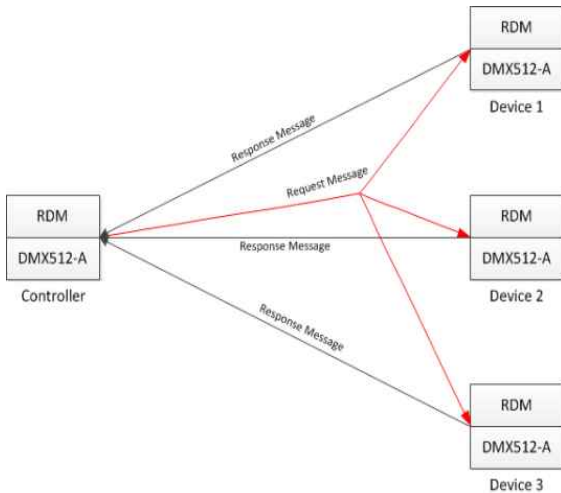 RDM
DMX512-A
Device 1
Response Message
Request Message
RDM
DMX512-A
Controller
Response Message
RDM
DMX512-A
Device 2
Response Message
RDM
DMX512-A
Device 3